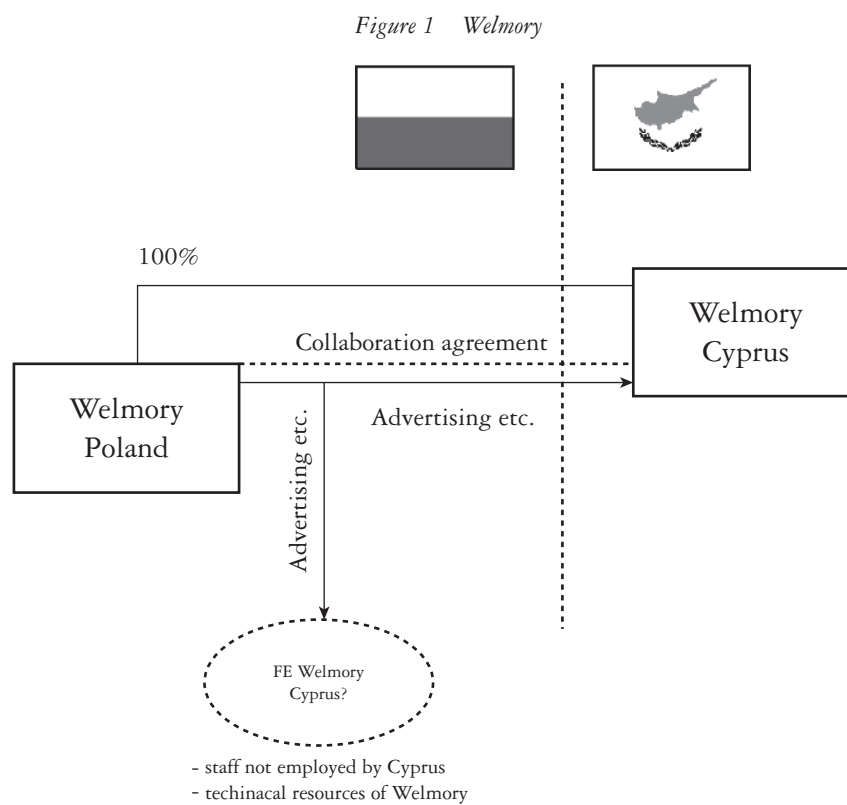 Figure 1 Welmory
100%
Welmory
Cyprus
Collaboration agreement
Welmory
Poland
Advertising etc.
Advertising etc.
FE Welmory
Cyprus?
- staff not employed by Cyprus
- techinacal resources of Welmory